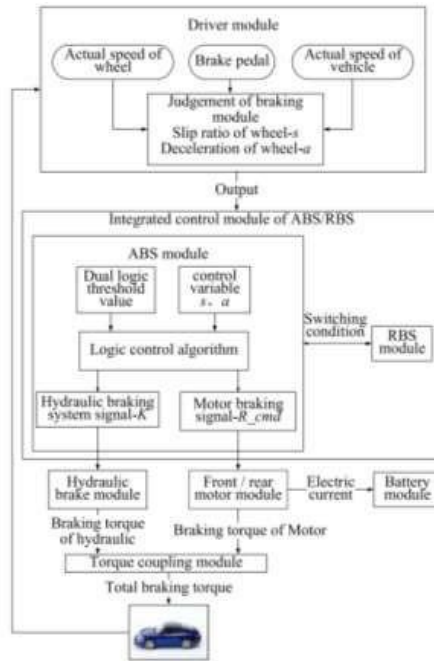 Driver module
Actual speed of
wheel
Brake pedal
Actual speed of
vehicle
Judgement of braking
module
Slip ratio of wheel-s
Deceleration of wheel-a
Output
Integrated control module of ABS/RBS
ABS module
Dual logic
threshold
value
control
variable
s、a
Logic control algorithm
Switching
condition
RBS
module
Hydraulic braking
system signal-K
Motor braking
signal-R_cmd
Hydraulic
brake module
Front / rear
motor module
Electric
current
Battery
module
Braking torque
of hydraulic
Braking torque of Motor
Torque coupling module
Total braking torque